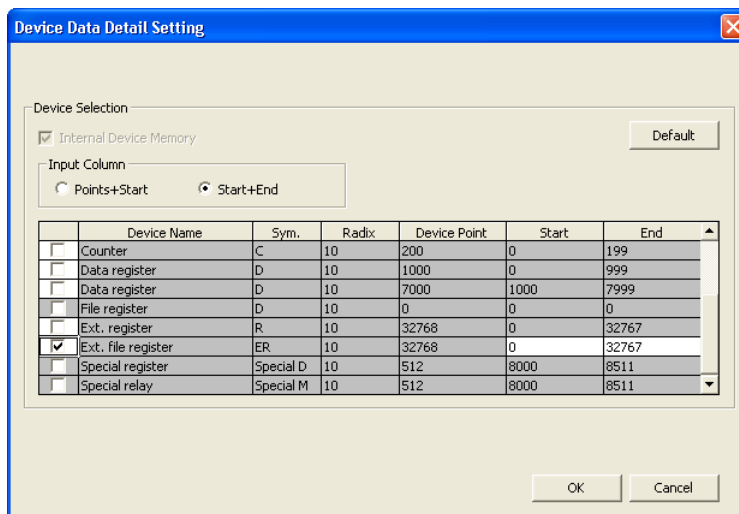 Device Data Detail Setting
Device Selection
Internal Device Memory
Default
Input Column
Points+Start Start+End
Device Name Sym. Radix Device Point Start End
Counter C 10 200 0 199
Data register D 10 1000 0 999
Data register D 10 7000 1000 7999
File register D 10 0 0 0
Ext. register R 10 32768 0 32767
Ext. file register ER 10 32768 0 32767
Special register Special D 10 512 8000 8511
Special relay Special M 10 512 8000 8511
OK Cancel